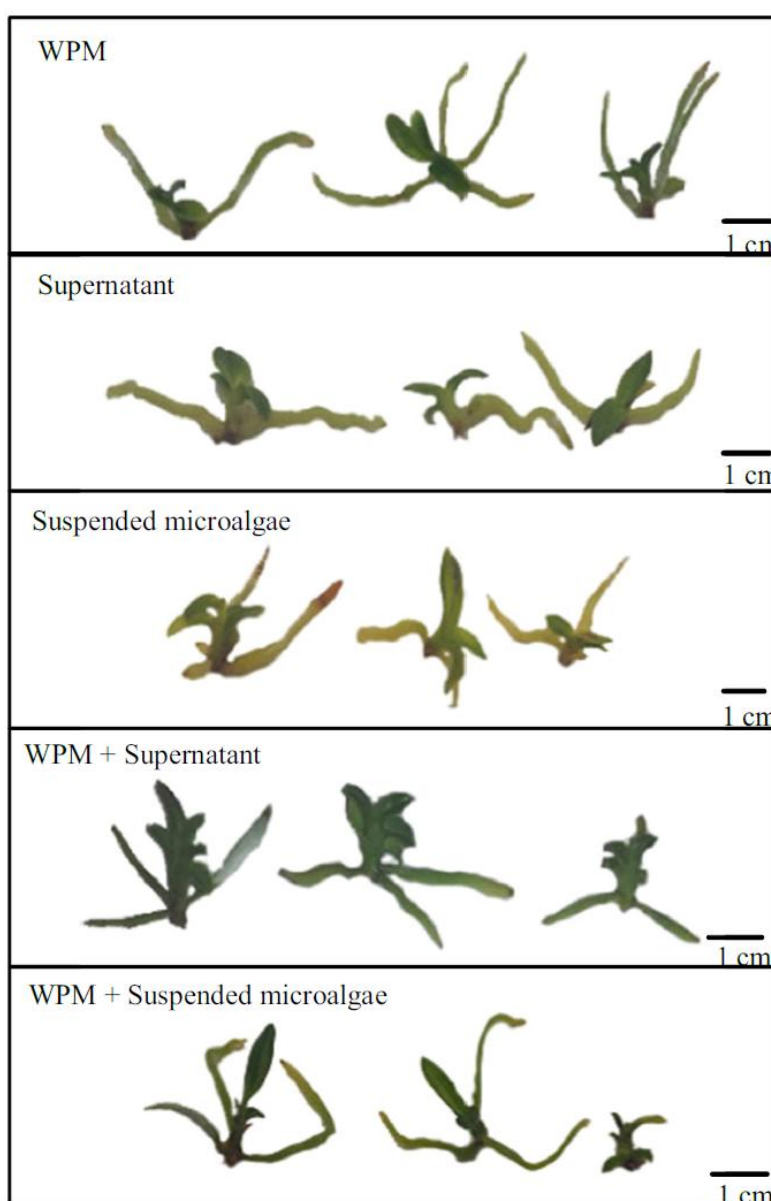 WPM
1 cm
Supernatant
1 cm
Suspended microalgae
1 cm
WPM + Supernatant
1 cm
WPM + Suspended microalgae
1 cm